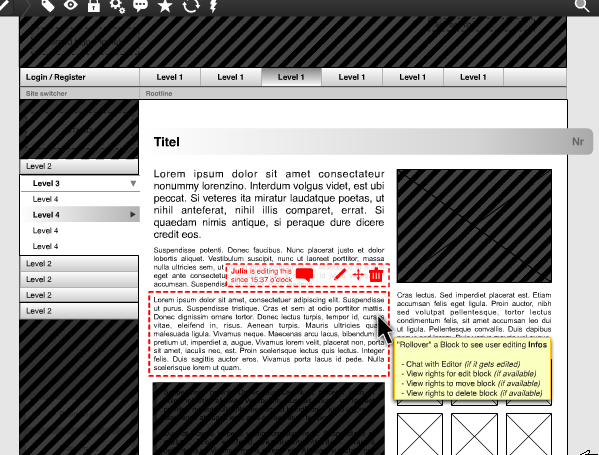 Login / Register
Level 1
Level 1
Level 1
Level 1
Level 1
Level 1
Site switcher
Rootline
Titel
Nr
Level 2
Level 3
Level 4
Level 4
Level 4
Level 4
Level 2
Level 2
Level 2
Level 2
Lorem ipsum dolor sit amet consectetuer
nonummy lorenzino. Interdum volgus videt, est ubi
peccat. Si veteres ita miratur laudatque poetas, ut
nihil anteferat, nihil illis comparet, errat. Si
quaedam nimis antique, si peraque dure dicere
credit eos.
Suspendisse potenti. Donec faucibus. Nunc placerat justo et dolor
lobortis aliquet. Vestibulum suscipit, nunc ut laoreet porttitor, massa
nulla ultricies sem, ut
eget ante consectetu
accumsan. Suspendis
Julia is editing this
since 15:37 o'clock
Lorem ipsum dolor sit amet, consectetuer adipiscing elit. Suspendisse
ut purus. Suspendisse tristique. Cras et sem at odio porttitor mattis.
Donec dignissim ornare tortor. Donec lectus turpis, tempor id, cursus
vitae, eleifend in, risus. Aenean turpis. Mauris ultricies qua
malesuada ligula. Vivamus neque. Maecenas arcu lacus, bibendum
pretium ut, imperdiet a, augue. Vivamus lorem velit, placerat non, porta
sit amet, iaculis nec, est. Proin scelerisque lectus quis lectus. Integer
felis. Duis sagittis auctor eros. Vivamus porta lacus id pede. Nulla
scelerisque lorem ut quam.
Cras lectus. Sed imperdiet placerat est. Etiam
accumsan felis eget ligula. Proin auctor, nibh
sed volutpat pellentesque, tortor lectus
condimentum felis, sit amet accumsan leo dui
ut ligula. Pellentesque convallis. Duis dapibus
"Rollover" a Block to see user editing Infos
- Chat with Editor (if it gets edited)
- View rights for edit block (if available)
- View rights to move block (if available)
- View rights to delete block (if available)